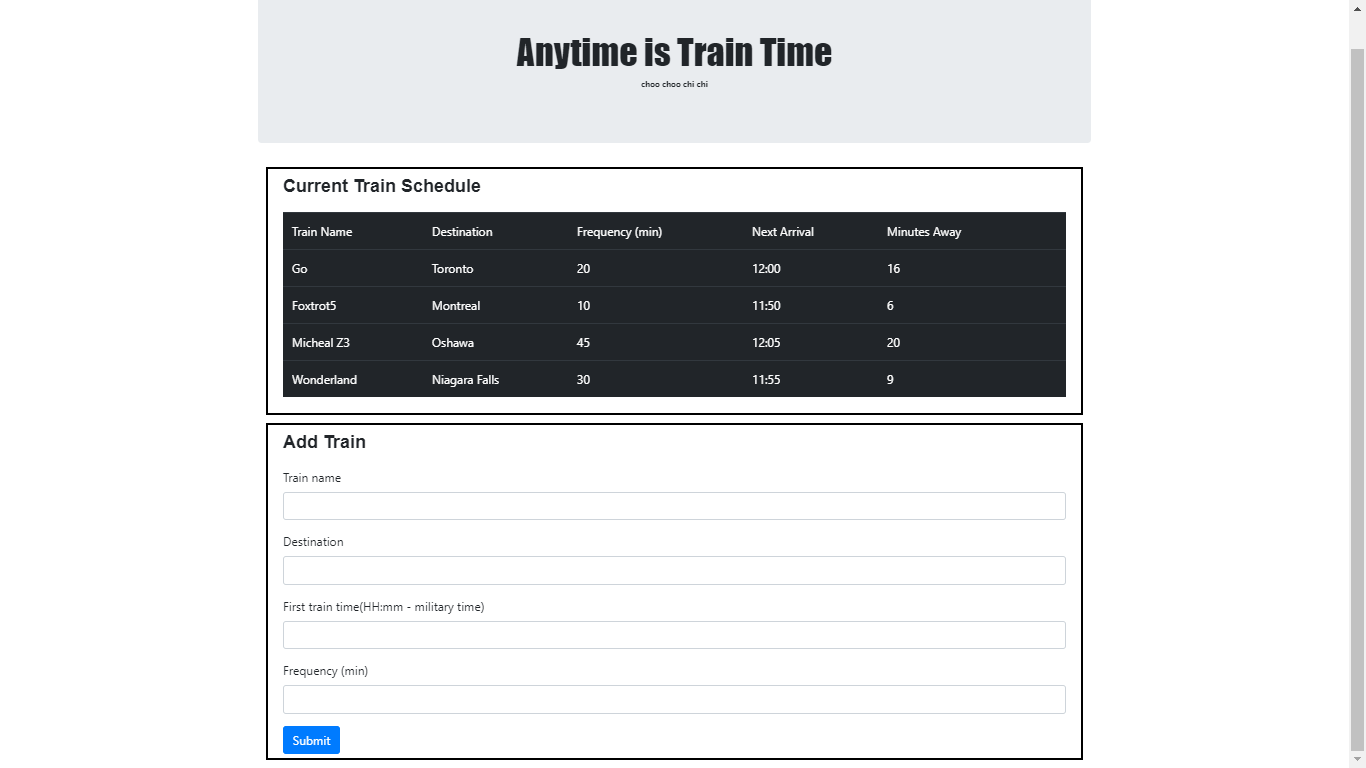 Anytime is Train Time
choo choo chi chi
Current Train Schedule
Train Name Destination Frequency (min) Next Arrival Minutes Away
Go Toronto 20 12:00 16
Foxtrot5 Montreal 10 11:50 6
Micheal Z3 Oshawa 45 12:05 20
Wonderland Niagara Falls 30 11:55 9
Add Train
Train name
Destination
First train time(HH:mm - military time)
Frequency (min)
Submit